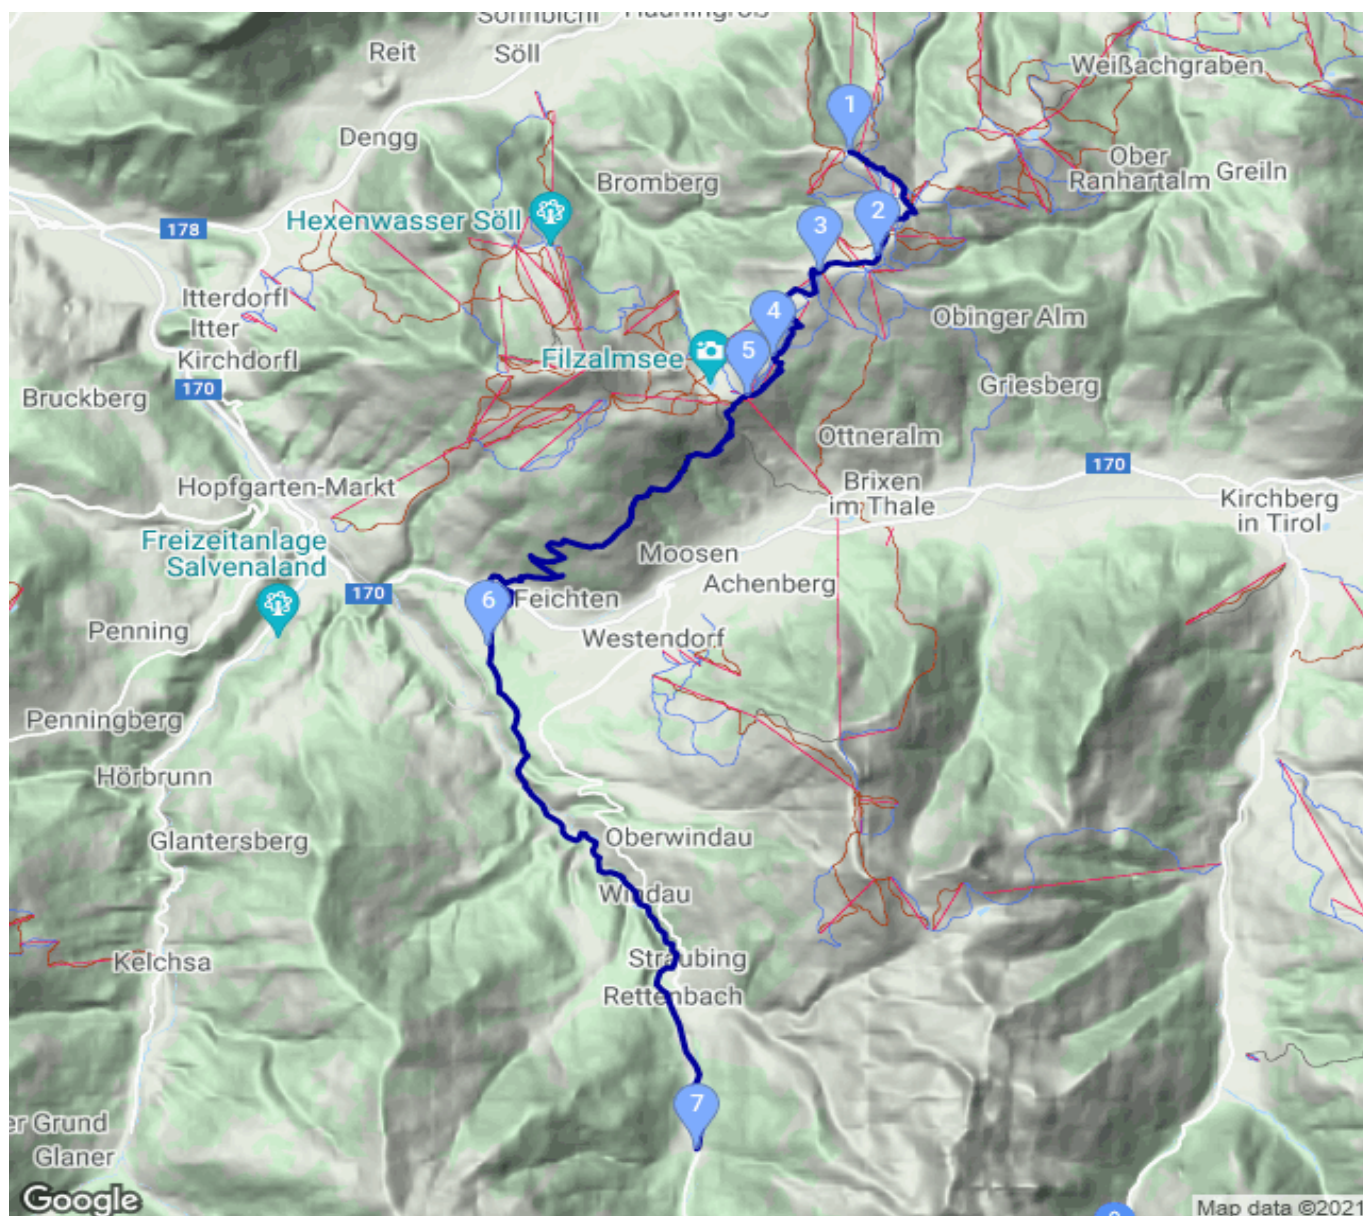 Reit
Söll
Weißachgraben
Dengg
1
Ober
Ranhartalm
Greiln
Bromberg
2
3
Hexenwasser Söll
178
Itterdorfl
Itter
Kirchdorfl
4
Obinger Alm
5
Filzalmsee
170
Bruckberg
Griesberg
Ottneralm
170
Brixen
im Thale
Hopfgarten-Markt
Kirchberg
in Tirol
Freizeitanlage
Salvenaland
Moosen
Achenberg
170
6
Feichten
Penning
Westendorf
Penningberg
Hörbrunn
Glantersberg
Oberwindau
Windau
Kelchsa
Straubing
Rettenbach
7
er Grund
Glaner
Google
Map data ©2021